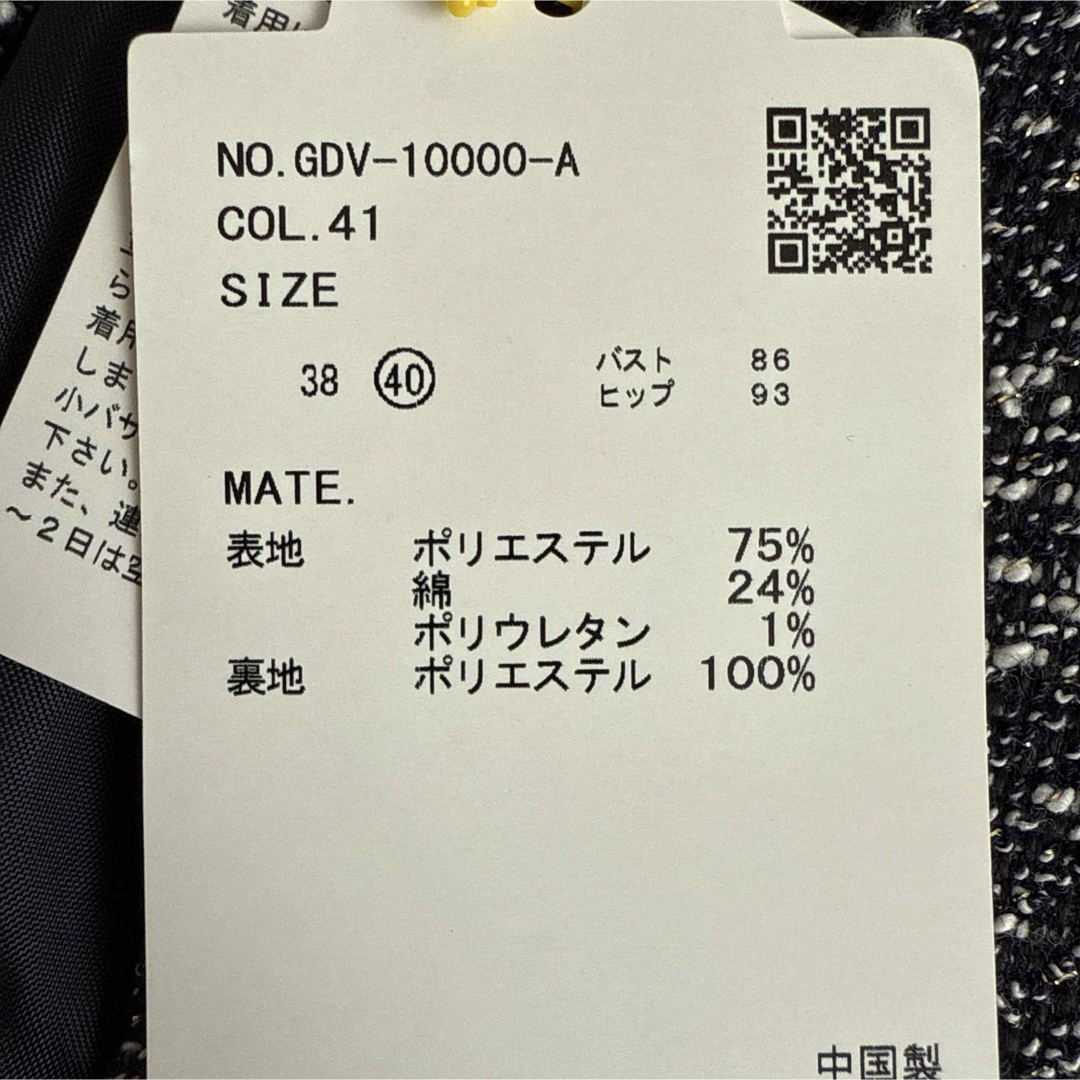 NO.GDV-10000-A
COL.41
SIZE
38 40
バスト 86
ヒップ 93
MATE.
表地 ポリエステル 75%
綿 24%
ポリウレタン 1%
裏地 ポリエステル 100%
中国製
着用
ら
着用
しま
小バサ
下さい。
また、連
～2日は空